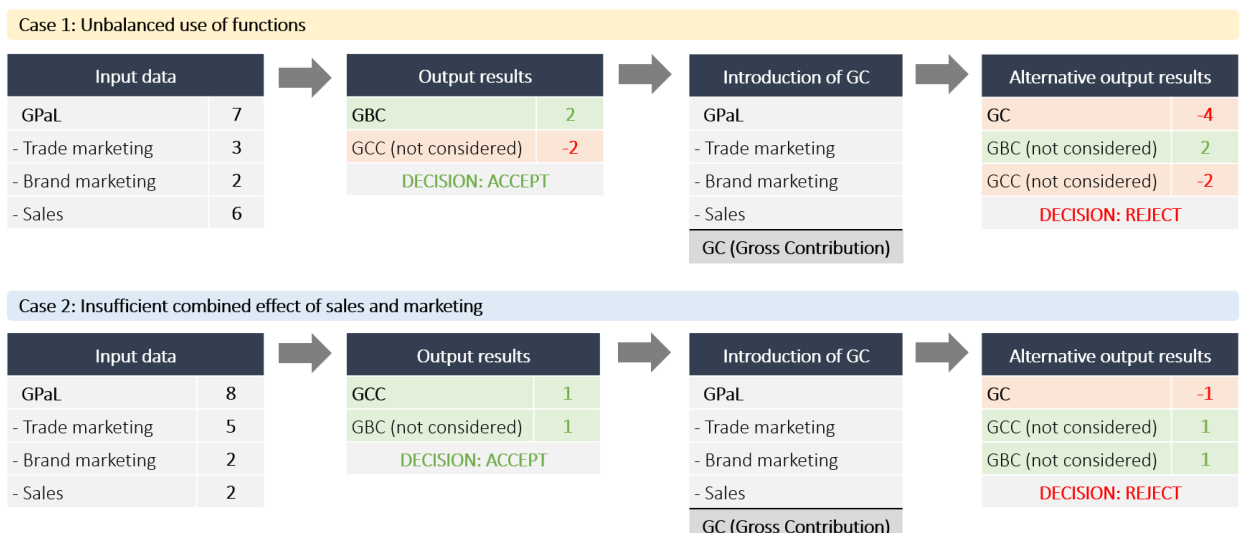 Case 1: Unbalanced use of functions
Input data
GPaL 7
- Trade marketing 3
- Brand marketing 2
- Sales 6
Output results
GBC 2
GCC (not considered) -2
DECISION: ACCEPT
Introduction of GC
GPaL
- Trade marketing
- Brand marketing
- Sales
GC (Gross Contribution)
Alternative output results
GC -4
GBC (not considered) 2
GCC (not considered) -2
DECISION: REJECT
Case 2: Insufficient combined effect of sales and marketing
Input data
GPaL 8
- Trade marketing 5
- Brand marketing 2
- Sales 2
Output results
GCC 1
GBC (not considered) 1
DECISION: ACCEPT
Introduction of GC
GPaL
- Trade marketing
- Brand marketing
- Sales
GC (Gross Contribution)
Alternative output results
GC -1
GCC (not considered) 1
GBC (not considered) 1
DECISION: REJECT